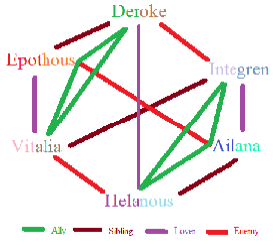 Deroke
Epothous Integren
Vitalia Ailana
Helanous
Ally Sibling Lover Enemy